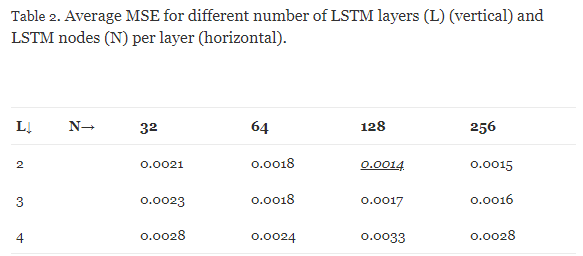 Table 2. Average MSE for different number of LSTM layers (L) (vertical) and
LSTM nodes (N) per layer (horizontal).
L↓ N→ 32 64 128 256
2 0.0021 0.0018 0.0014 0.0015
3 0.0023 0.0018 0.0017 0.0016
4 0.0028 0.0024 0.0033 0.0028